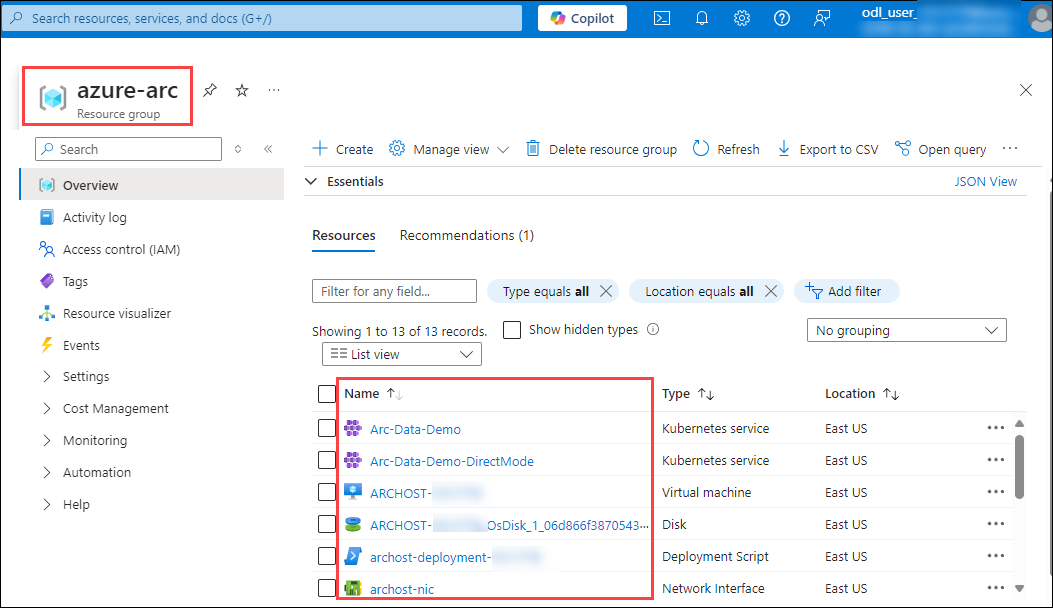 Search resources, services, and docs (G+/)
Copilot
odl_user_
azure-arc
Resource group
Search
Create
Manage view
Delete resource group
Refresh
Export to CSV
Open query
Overview
Essentials
JSON View
Activity log
Access control (IAM)
Tags
Resource visualizer
Events
Settings
Cost Management
Monitoring
Automation
Help
Resources
Recommendations (1)
Filter for any field...
Type equals all
Location equals all
Add filter
Showing 1 to 13 of 13 records.
Show hidden types
No grouping
List view
Name Type Location
Arc-Data-Demo Kubernetes service East US
Arc-Data-Demo-DirectMode Kubernetes service East US
ARCHOST- Virtual machine East US
ARCHOST- _OsDisk_1_06d866f3870543... Disk East US
archost-deployment- Deployment Script East US
archost-nic Network Interface East US